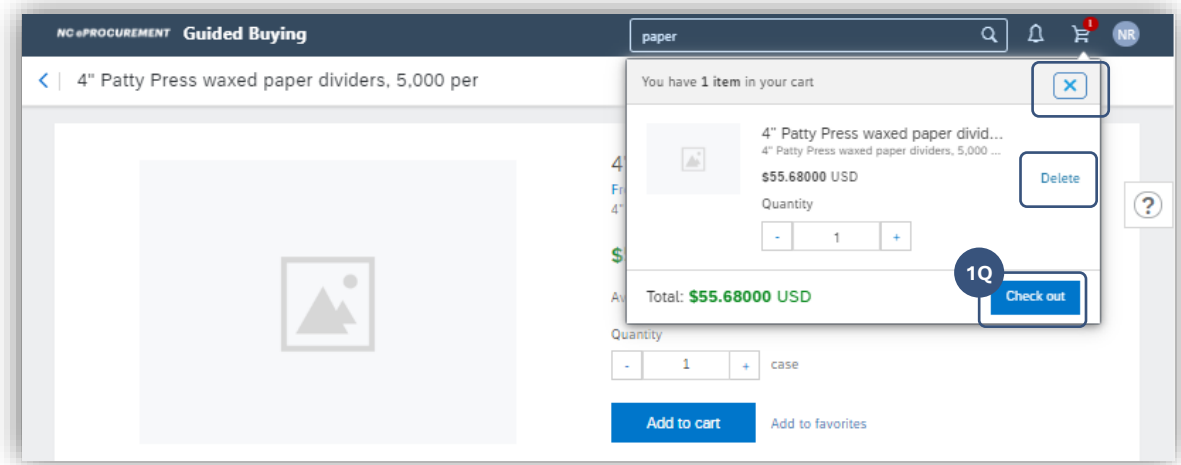 NC ePROCUREMENT Guided Buying
paper
1
NR
4" Patty Press waxed paper dividers, 5,000 per
You have 1 item in your cart
4" Patty Press waxed paper divid...
4" Patty Press waxed paper dividers, 5,000 ...
$55.68000 USD
Delete
Quantity
- 1 +
?
1Q
Total: $55.68000 USD
Check out
4"
$
Quantity
- 1 + case
Add to cart
Add to favorites